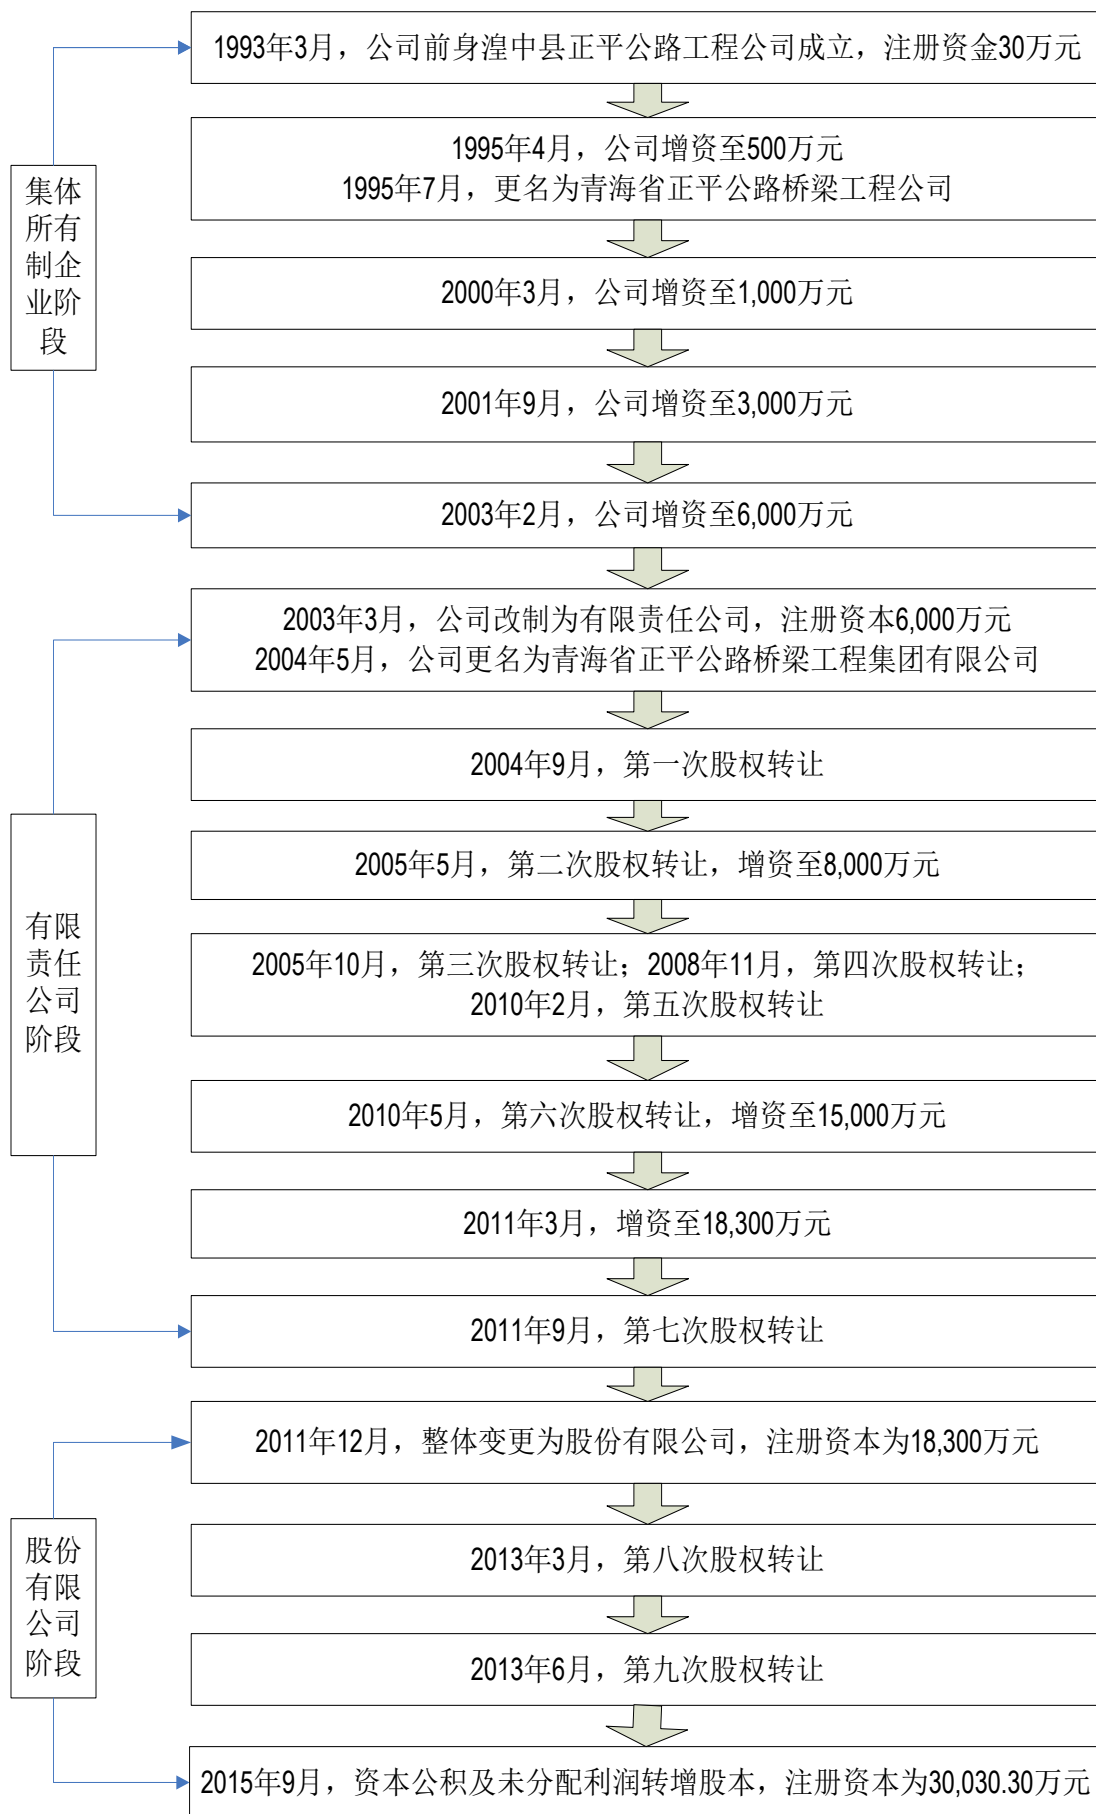 1993年3月，公司前身湟中县正平公路工程公司成立，注册资金30万元
1995年4月，公司增资至500万元
1995年7月，更名为青海省正平公路桥梁工程公司
集体
所有
制企
业阶
段
2000年3月，公司增资至1,000万元
2001年9月，公司增资至3,000万元
2003年2月，公司增资至6,000万元
2003年3月，公司改制为有限责任公司，注册资本6,000万元
2004年5月，公司更名为青海省正平公路桥梁工程集团有限公司
2004年9月，第一次股权转让
2005年5月，第二次股权转让，增资至8,000万元
有限
责任
公司
阶段
2005年10月，第三次股权转让；2008年11月，第四次股权转让；
2010年2月，第五次股权转让
2010年5月，第六次股权转让，增资至15,000万元
2011年3月，增资至18,300万元
2011年9月，第七次股权转让
2011年12月，整体变更为股份有限公司，注册资本为18,300万元
股份
有限
公司
阶段
2013年3月，第八次股权转让
2013年6月，第九次股权转让
2015年9月，资本公积及未分配利润转增股本，注册资本为30,030.30万元